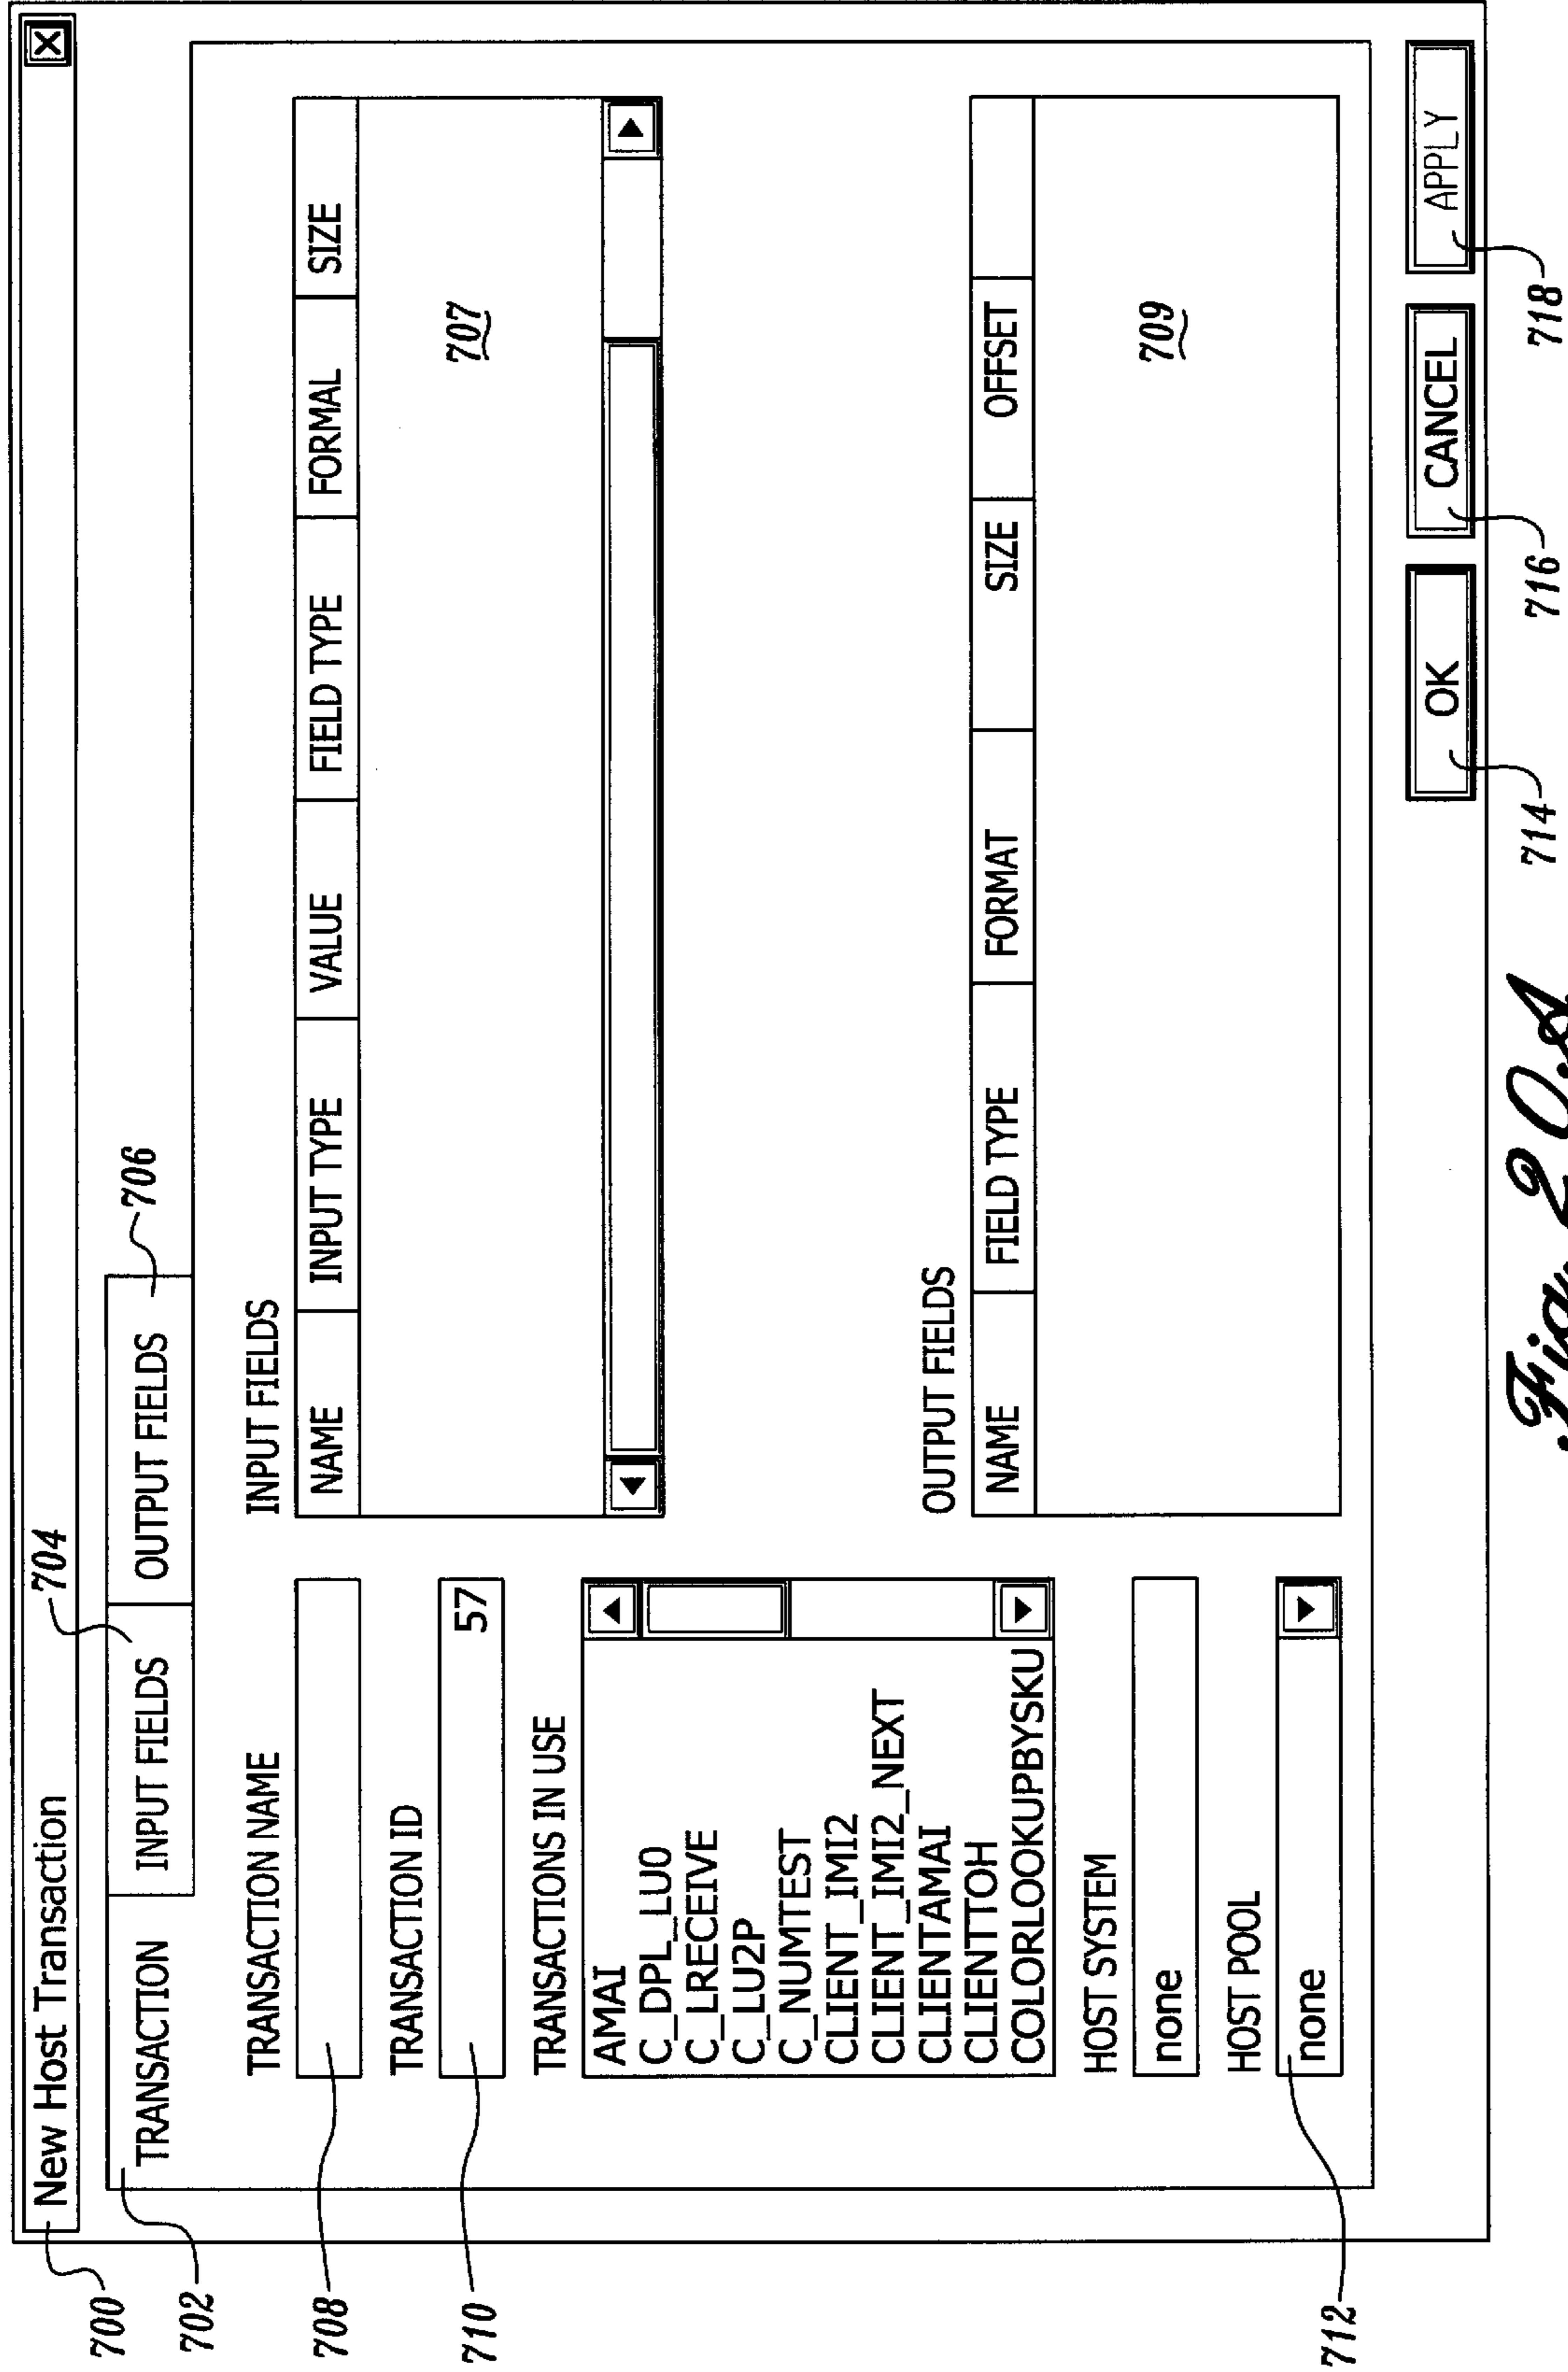 700
New Host Transaction
X
702
TRANSACTION
INPUT FIELDS
704
OUTPUT FIELDS
706
TRANSACTION NAME
708
TRANSACTION ID
57
710
TRANSACTIONS IN USE
AMAI
C_DPL_LU0
C_LRECEIVE
C_LU2P
C_NUMTEST
CLIENT_IMI2
CLIENT_IMI2_NEXT
CLIENTAMAI
CLIENTTOH
COLORLOOKUPBYSKU
HOST SYSTEM
none
HOST POOL
none
712
INPUT FIELDS
NAME INPUT TYPE VALUE FIELD TYPE FORMAL SIZE
707
OUTPUT FIELDS
NAME FIELD TYPE FORMAT SIZE OFFSET
709
OK CANCEL APPLY
714 716 718
Fig. 20A